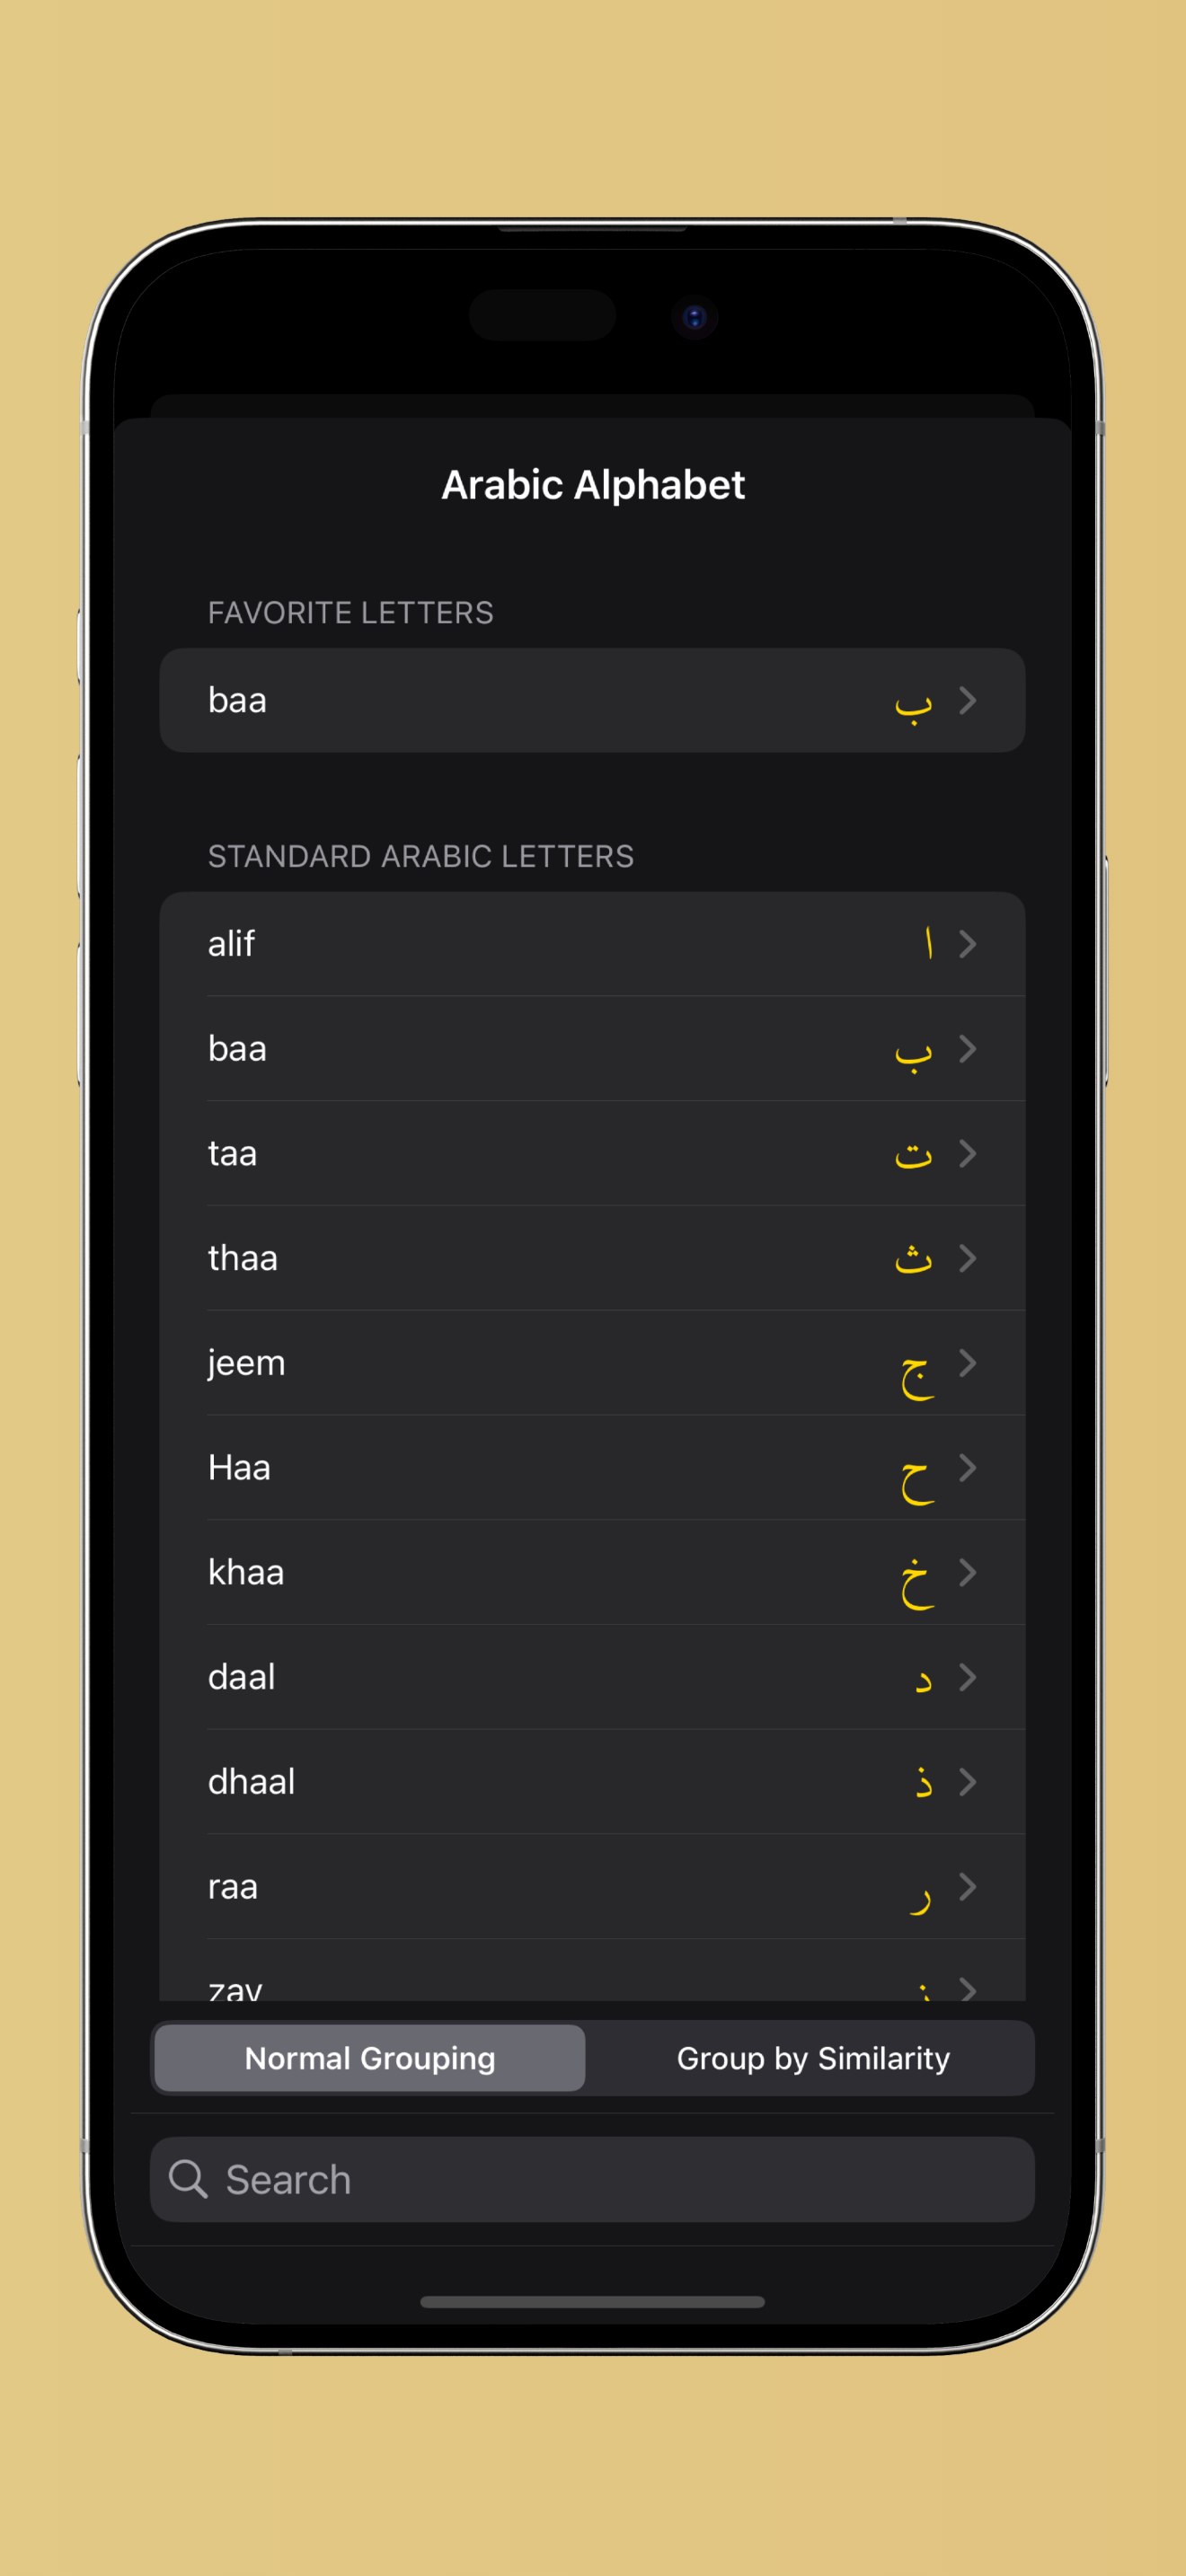 Arabic Alphabet
FAVORITE LETTERS
baa ب
STANDARD ARABIC LETTERS
alif ا
baa ب
taa ت
thaa ث
jeem ج
Haa ح
khaa خ
daal د
dhaal ذ
raa ر
zay ز
Normal Grouping Group by Similarity
Search